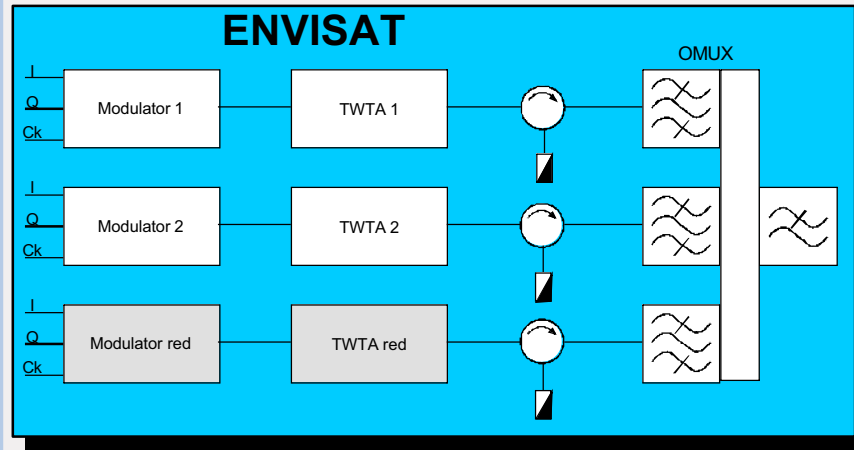 ENVISAT
OMUX
I
Q
Ck
Modulator 1
TWTA 1
I
Q
Ck
Modulator 2
TWTA 2
I
Q
Ck
Modulator red
TWTA red